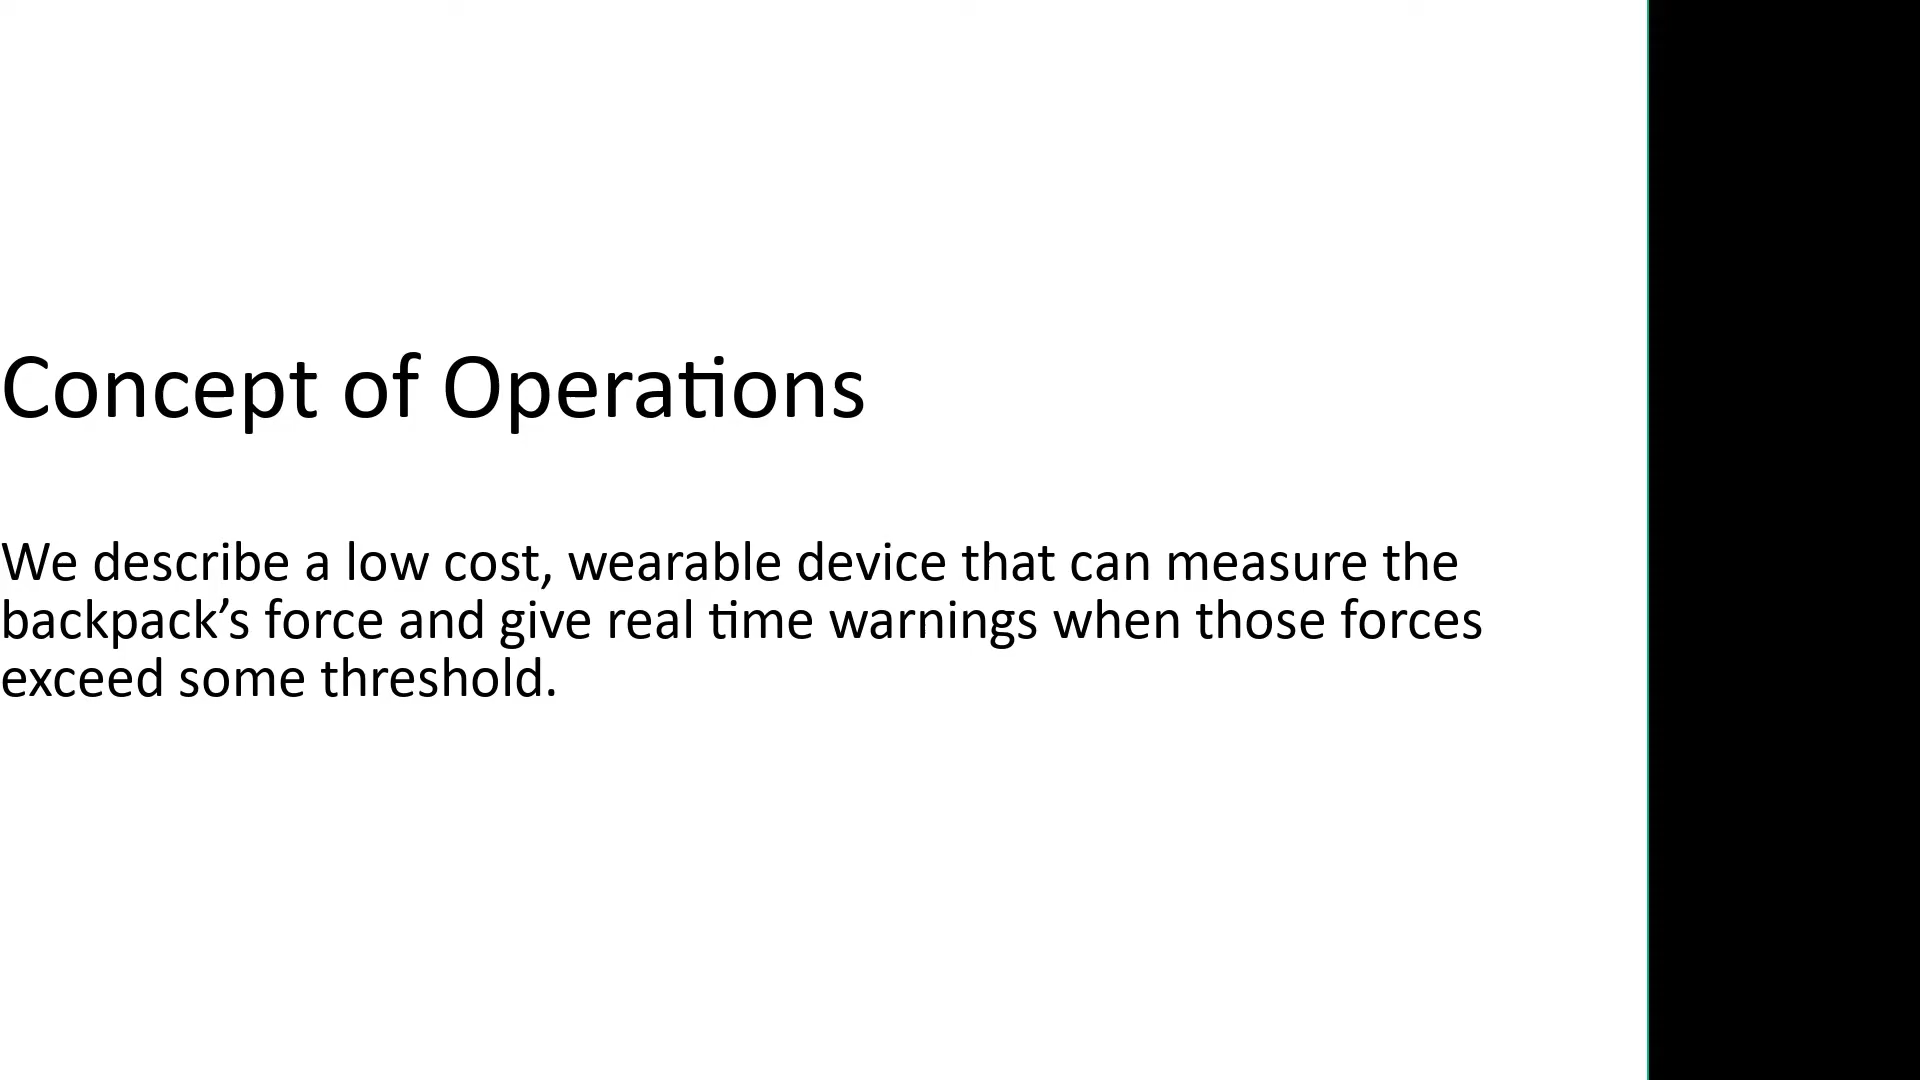 Concept of Operations
We describe a low cost, wearable device that can measure the
backpack’s force and give real time warnings when those forces
exceed some threshold.